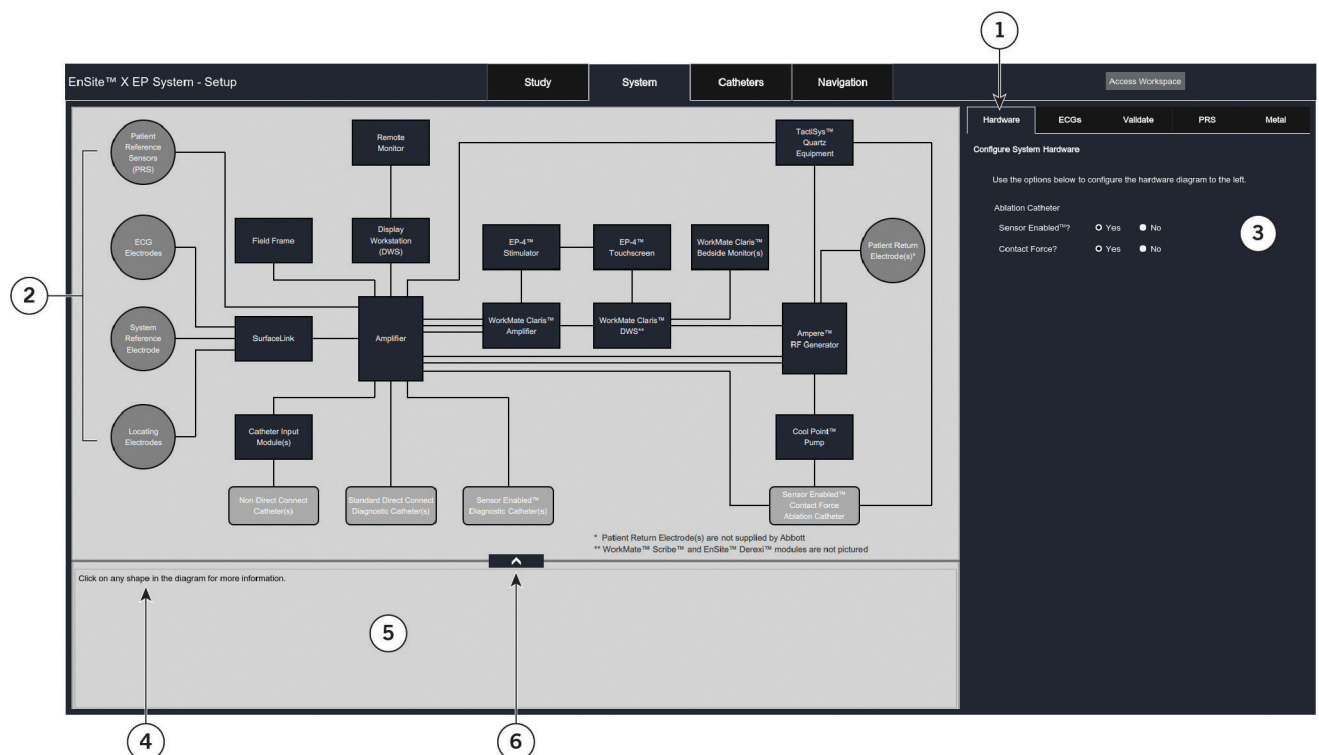 1
EnSite™ X EP System - Setup
Study
System
Catheters
Navigation
Access Workspace
Hardware
ECGs
Validate
PRS
Metal
Configure System Hardware
Use the options below to configure the hardware diagram to the left.
Ablation Catheter
Sensor Enabled™?
Yes
No
Contact Force?
Yes
No
3
2
Patient
Reference
Sensors
(PRS)
Remote
Monitor
TactiSys™
Quartz
Equipment
ECG
Electrodes
Field Frame
Display
Workstation
(DWS)
EP-4™
Stimulator
EP-4™
Touchscreen
WorkMate Claris™
Bedside Monitor(s)
Patient Return
Electrode(s)*
System
Reference
Electrode
SurfaceLink
Amplifier
WorkMate Claris™
Amplifier
WorkMate Claris™
DWS**
Ampere™
RF Generator
Locating
Electrodes
Catheter Input
Module(s)
Cool Point™
Pump
Non Direct Connect
Catheter(s)
Standard Direct Connect
Diagnostic Catheter(s)
Sensor Enabled™
Diagnostic Catheter(s)
Sensor Enabled™
Contact Force
Ablation Catheter
* Patient Return Electrode(s) are not supplied by Abbott
** WorkMate™ Scribe™ and EnSite™ Derexi™ modules are not pictured
Click on any shape in the diagram for more information.
5
4
6